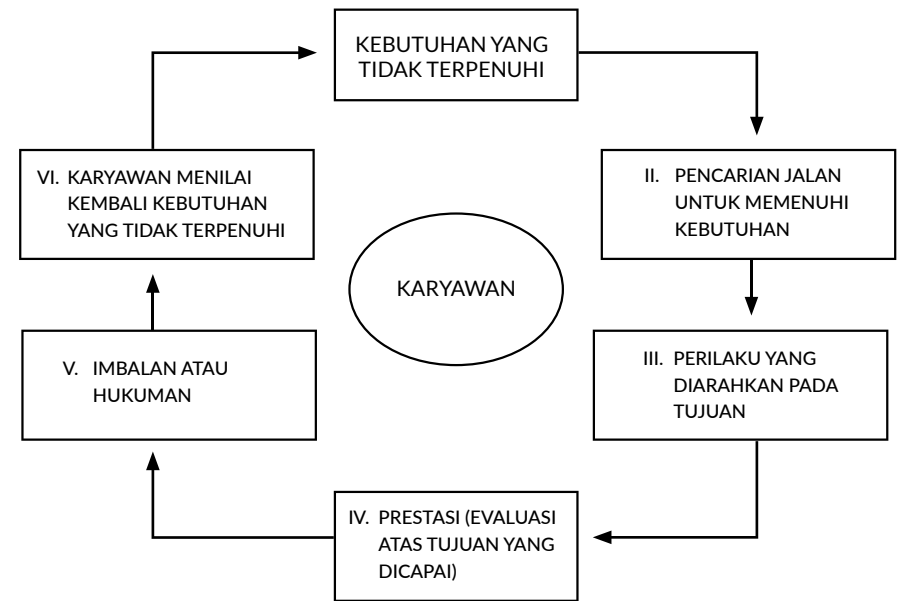 KEBUTUHAN YANG
TIDAK TERPENUHI
II. PENCARIAN JALAN
UNTUK MEMENUHI
KEBUTUHAN
III. PERILAKU YANG
DIARAHKAN PADA
TUJUAN
IV. PRESTASI (EVALUASI
ATAS TUJUAN YANG
DICAPAI)
V. IMBALAN ATAU
HUKUMAN
VI. KARYAWAN MENILAI
KEMBALI KEBUTUHAN
YANG TIDAK TERPENUHI
KARYAWAN